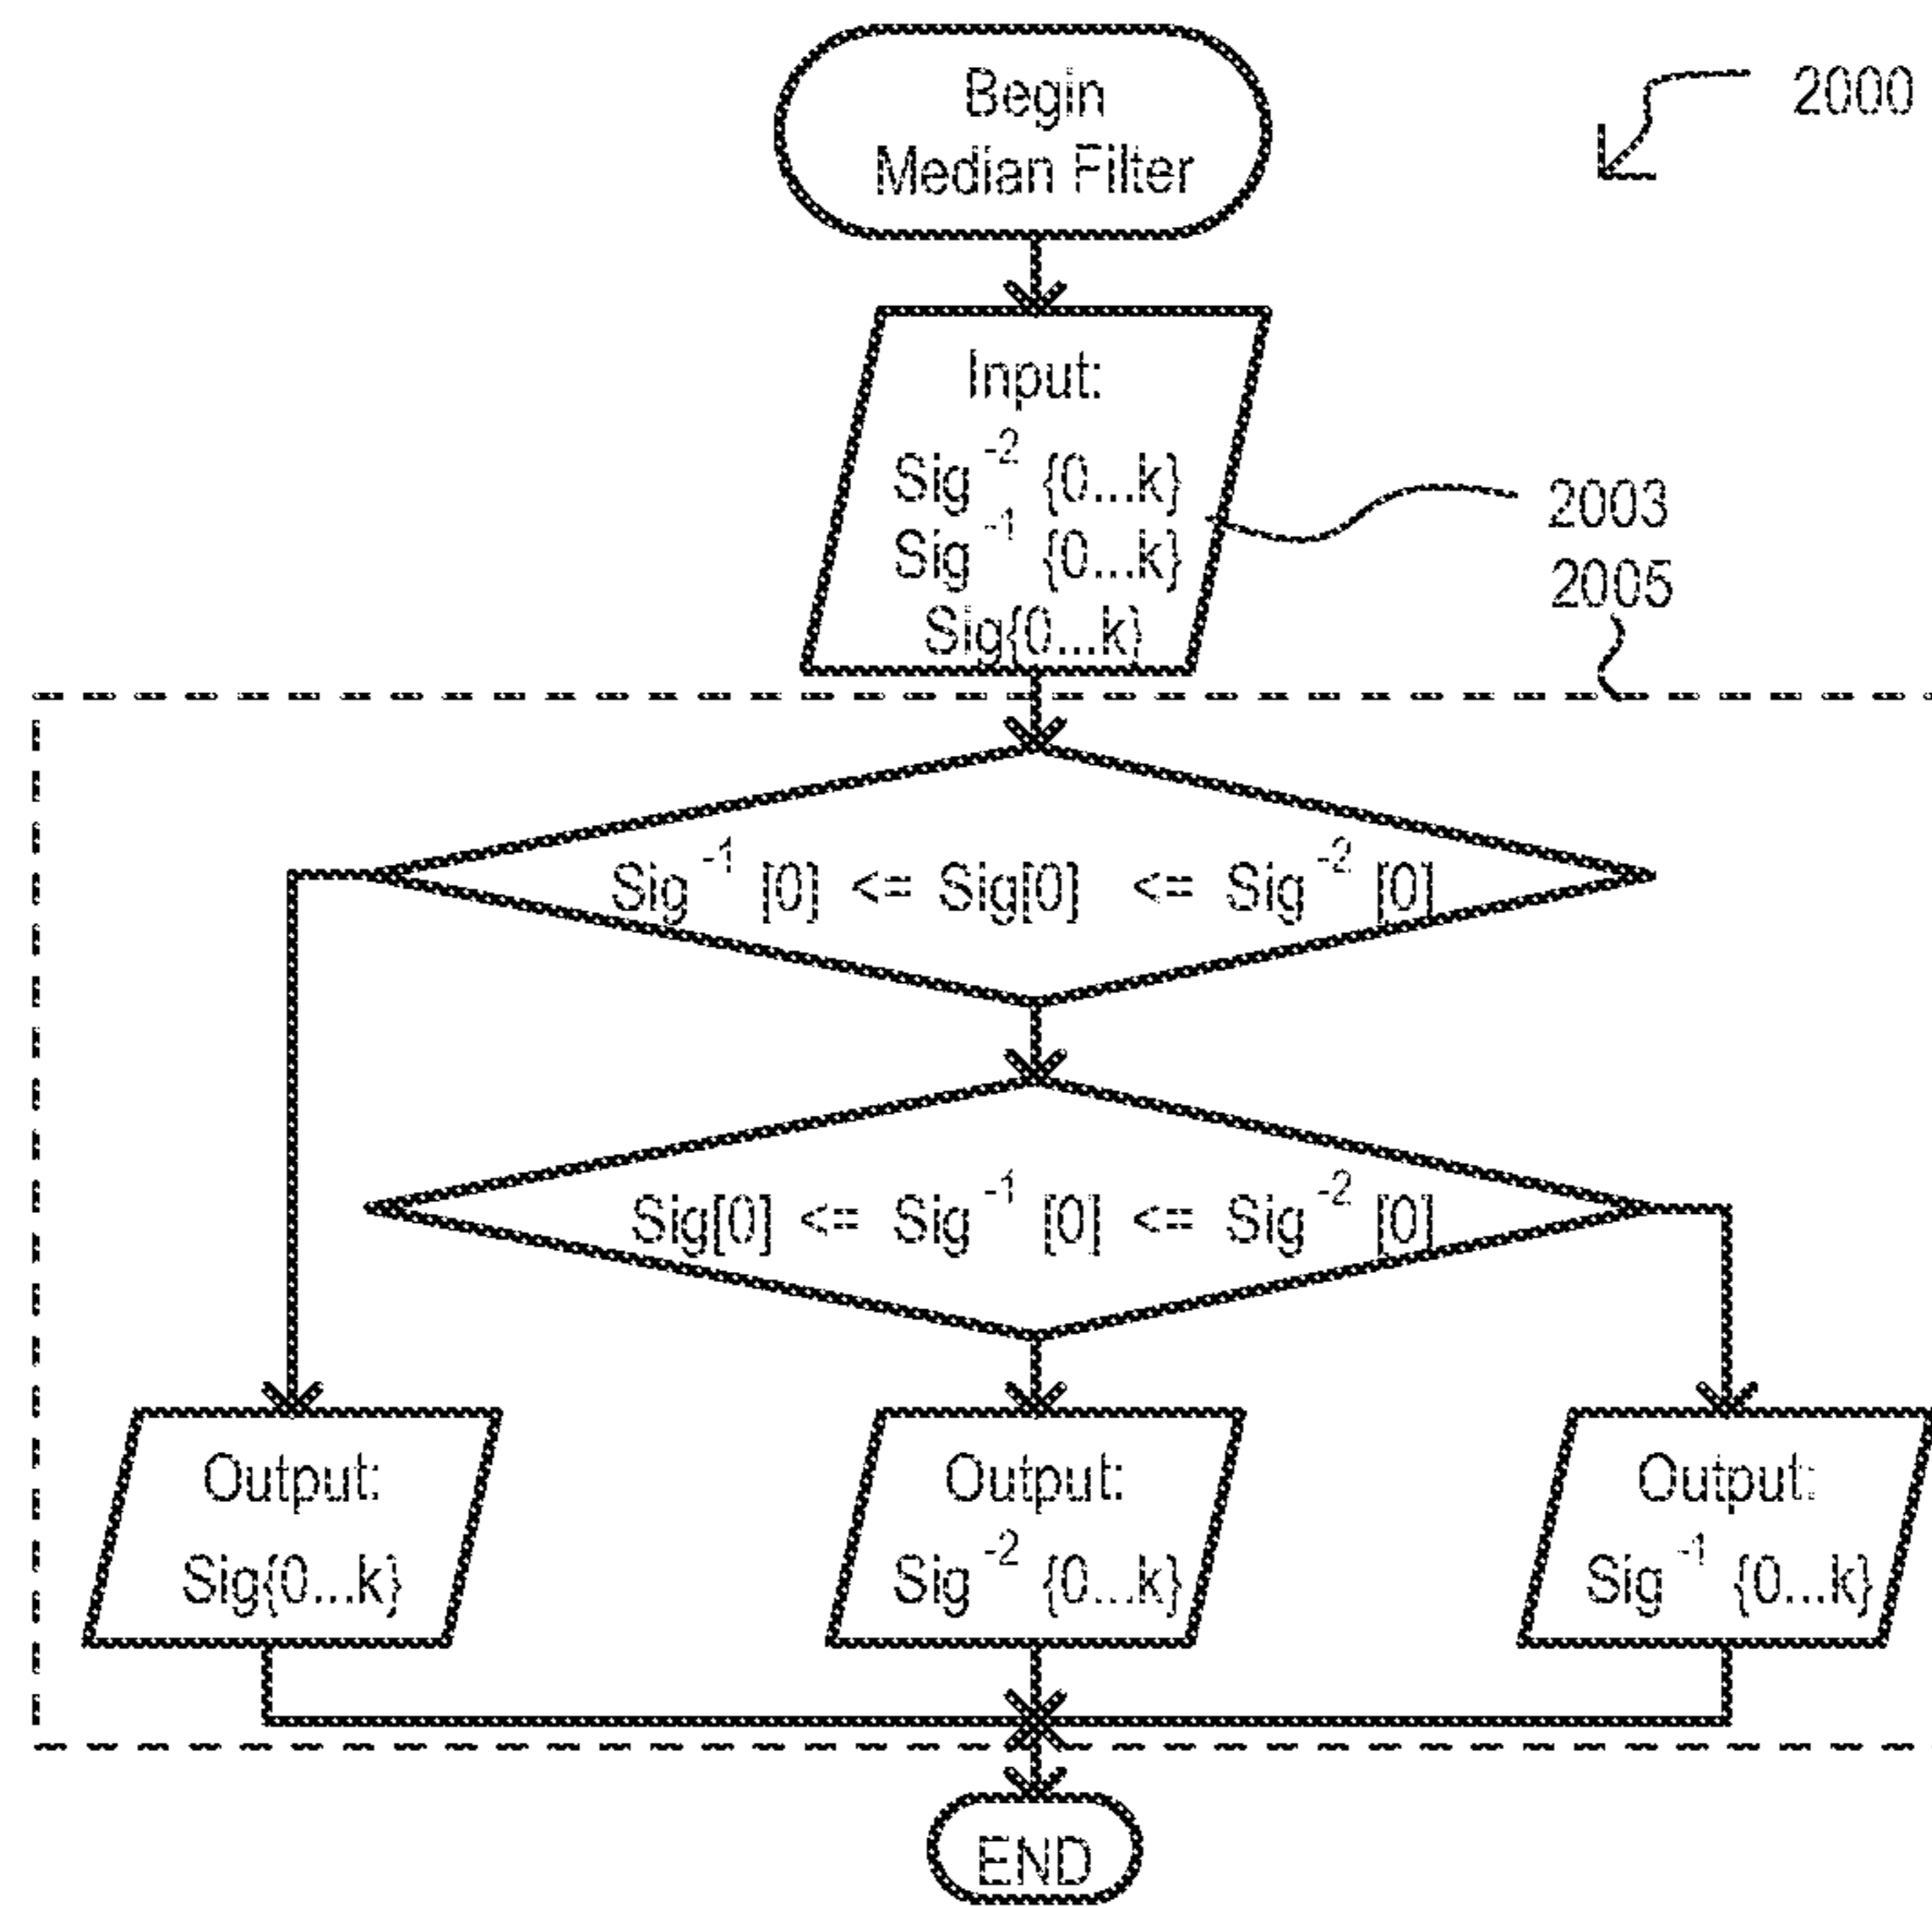 Begin
Median Filter
2000
Input:
Sig⁻² {0...k}
Sig⁻¹ {0...k}
Sig{0...k}
2003
2005
Sig⁻¹ [0] <= Sig[0] <= Sig⁻² [0]
Sig[0] <= Sig⁻¹ [0] <= Sig⁻² [0]
Output:
Sig{0...k}
Output:
Sig⁻² {0...k}
Output:
Sig⁻¹ {0...k}
END